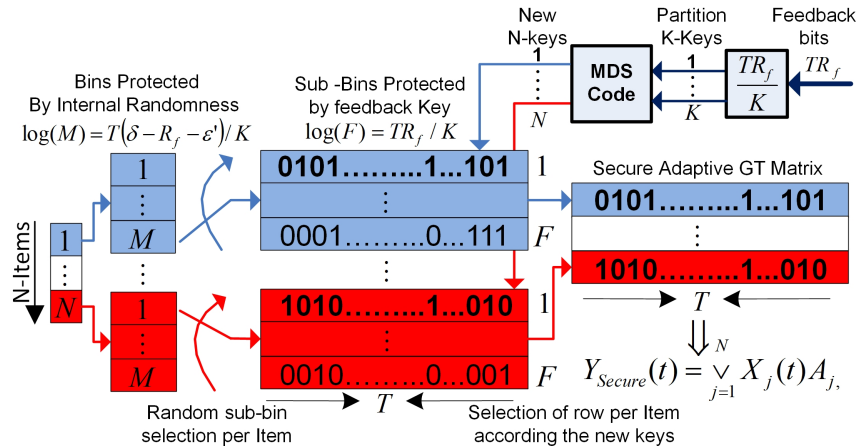 New
N-keys
Partition
K-Keys
Feedback
bits
1
⋮
N
MDS
Code
1
⋮
K
TR_f / K
TR_f
Bins Protected
By Internal Randomness
log(M) = T(δ − R_f − ε')/ K
Sub -Bins Protected
by feedback Key
log(F) = TR_f / K
Secure Adaptive GT Matrix
N-Items
1
⋮
N
1
⋮
M
⋮
1
⋮
M
0101.........1...101 1
⋮
0001.........0...111 F
⋮
1010.........1...010 1
⋮
0010.........0...001 F
T
0101.........1...101
⋮
1010.........1...010
T
Y_Secure(t) = ∨_{j=1}^{N} X_j(t)A_{j,
Random sub-bin
selection per Item
Selection of row per Item
according the new keys